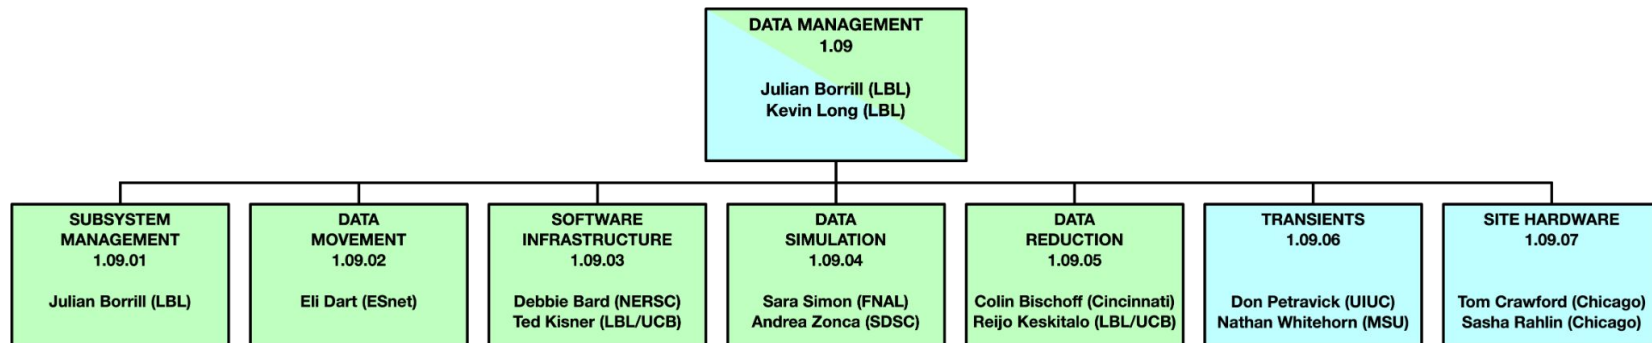 DATA MANAGEMENT
1.09
Julian Borrill (LBL)
Kevin Long (LBL)
SUBSYSTEM
MANAGEMENT
1.09.01
Julian Borrill (LBL)
DATA
MOVEMENT
1.09.02
Eli Dart (ESnet)
SOFTWARE
INFRASTRUCTURE
1.09.03
Debbie Bard (NERSC)
Ted Kisner (LBL/UCB)
DATA
SIMULATION
1.09.04
Sara Simon (FNAL)
Andrea Zonca (SDSC)
DATA
REDUCTION
1.09.05
Colin Bischoff (Cincinnati)
Reijo Keskitalo (LBL/UCB)
TRANSIENTS
1.09.06
Don Petravick (UIUC)
Nathan Whitehorn (MSU)
SITE HARDWARE
1.09.07
Tom Crawford (Chicago)
Sasha Rahlin (Chicago)